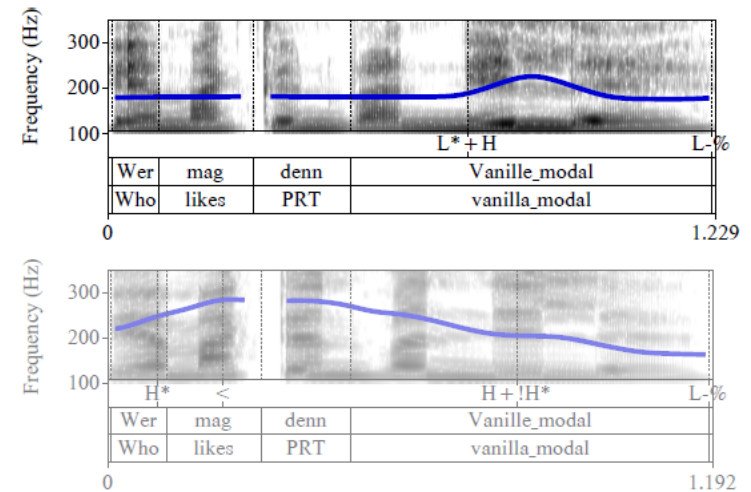 Frequency (Hz)
300
200
100
L*+H L-%
Wer mag denn Vanille_modal
Who likes PRT vanilla_modal
0 1.229
Frequency (Hz)
300
200
100
H* < H+!H* L-%
Wer mag denn Vanille_modal
Who likes PRT vanilla_modal
0 1.192